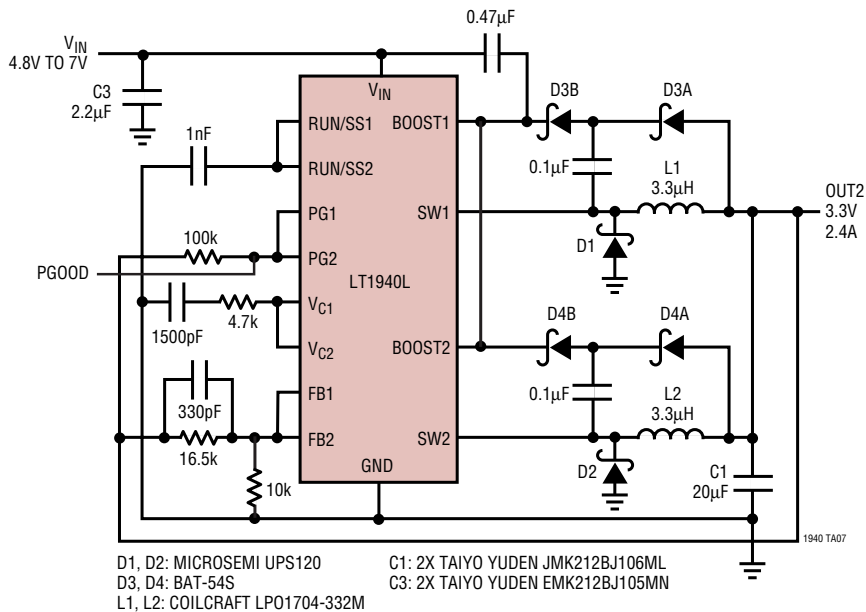 0.47µF
VIN
4.8V TO 7V
C3
2.2µF
VIN
D3B
D3A
RUN/SS1
BOOST1
1nF
RUN/SS2
0.1µF
L1
3.3µH
OUT2
3.3V
2.4A
PG1
SW1
100k
D1
PGOOD
PG2
LT1940L
VC1
1500pF
4.7k
D4B
D4A
VC2
BOOST2
330pF
FB1
0.1µF
L2
3.3µH
16.5k
FB2
SW2
10k
GND
D2
C1
20µF
1940 TA07
D1, D2: MICROSEMI UPS120
D3, D4: BAT-54S
L1, L2: COILCRAFT LPO1704-332M
C1: 2X TAIYO YUDEN JMK212BJ106ML
C3: 2X TAIYO YUDEN EMK212BJ105MN